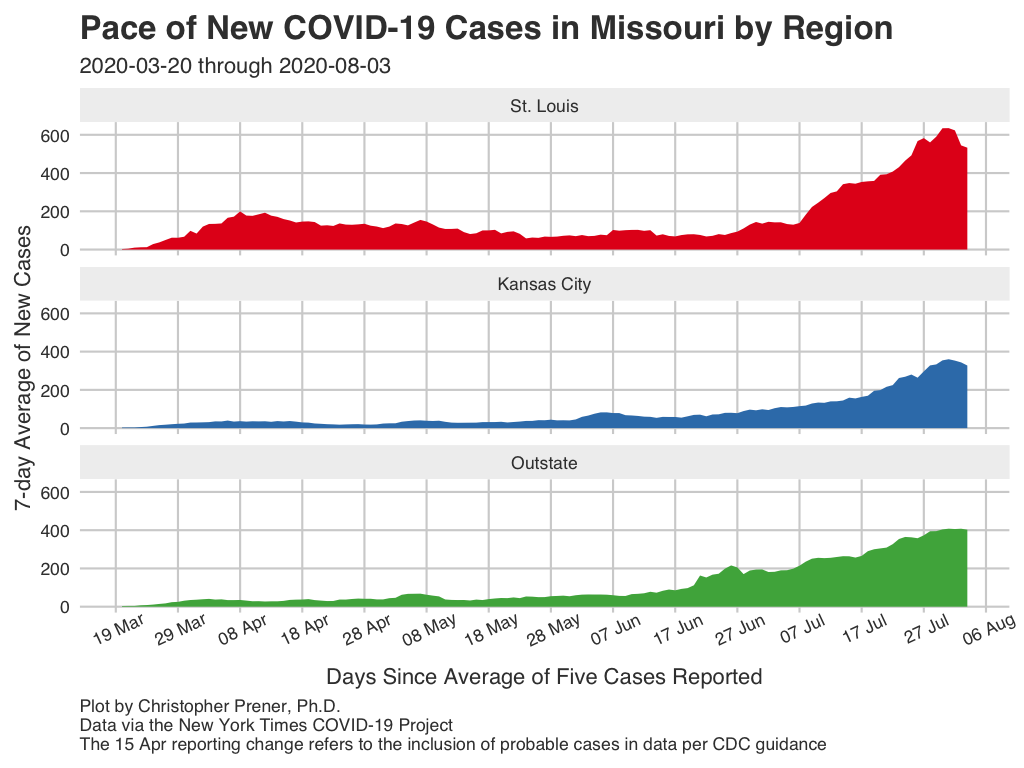 Pace of New COVID-19 Cases in Missouri by Region
2020-03-20 through 2020-08-03
St. Louis
600
400
200
0
Kansas City
600
400
200
0
Outstate
600
400
200
0
7-day Average of New Cases
19 Mar
29 Mar
08 Apr
18 Apr
28 Apr
08 May
18 May
28 May
07 Jun
17 Jun
27 Jun
07 Jul
17 Jul
27 Jul
06 Aug
Days Since Average of Five Cases Reported
Plot by Christopher Prener, Ph.D.
Data via the New York Times COVID-19 Project
The 15 Apr reporting change refers to the inclusion of probable cases in data per CDC guidance